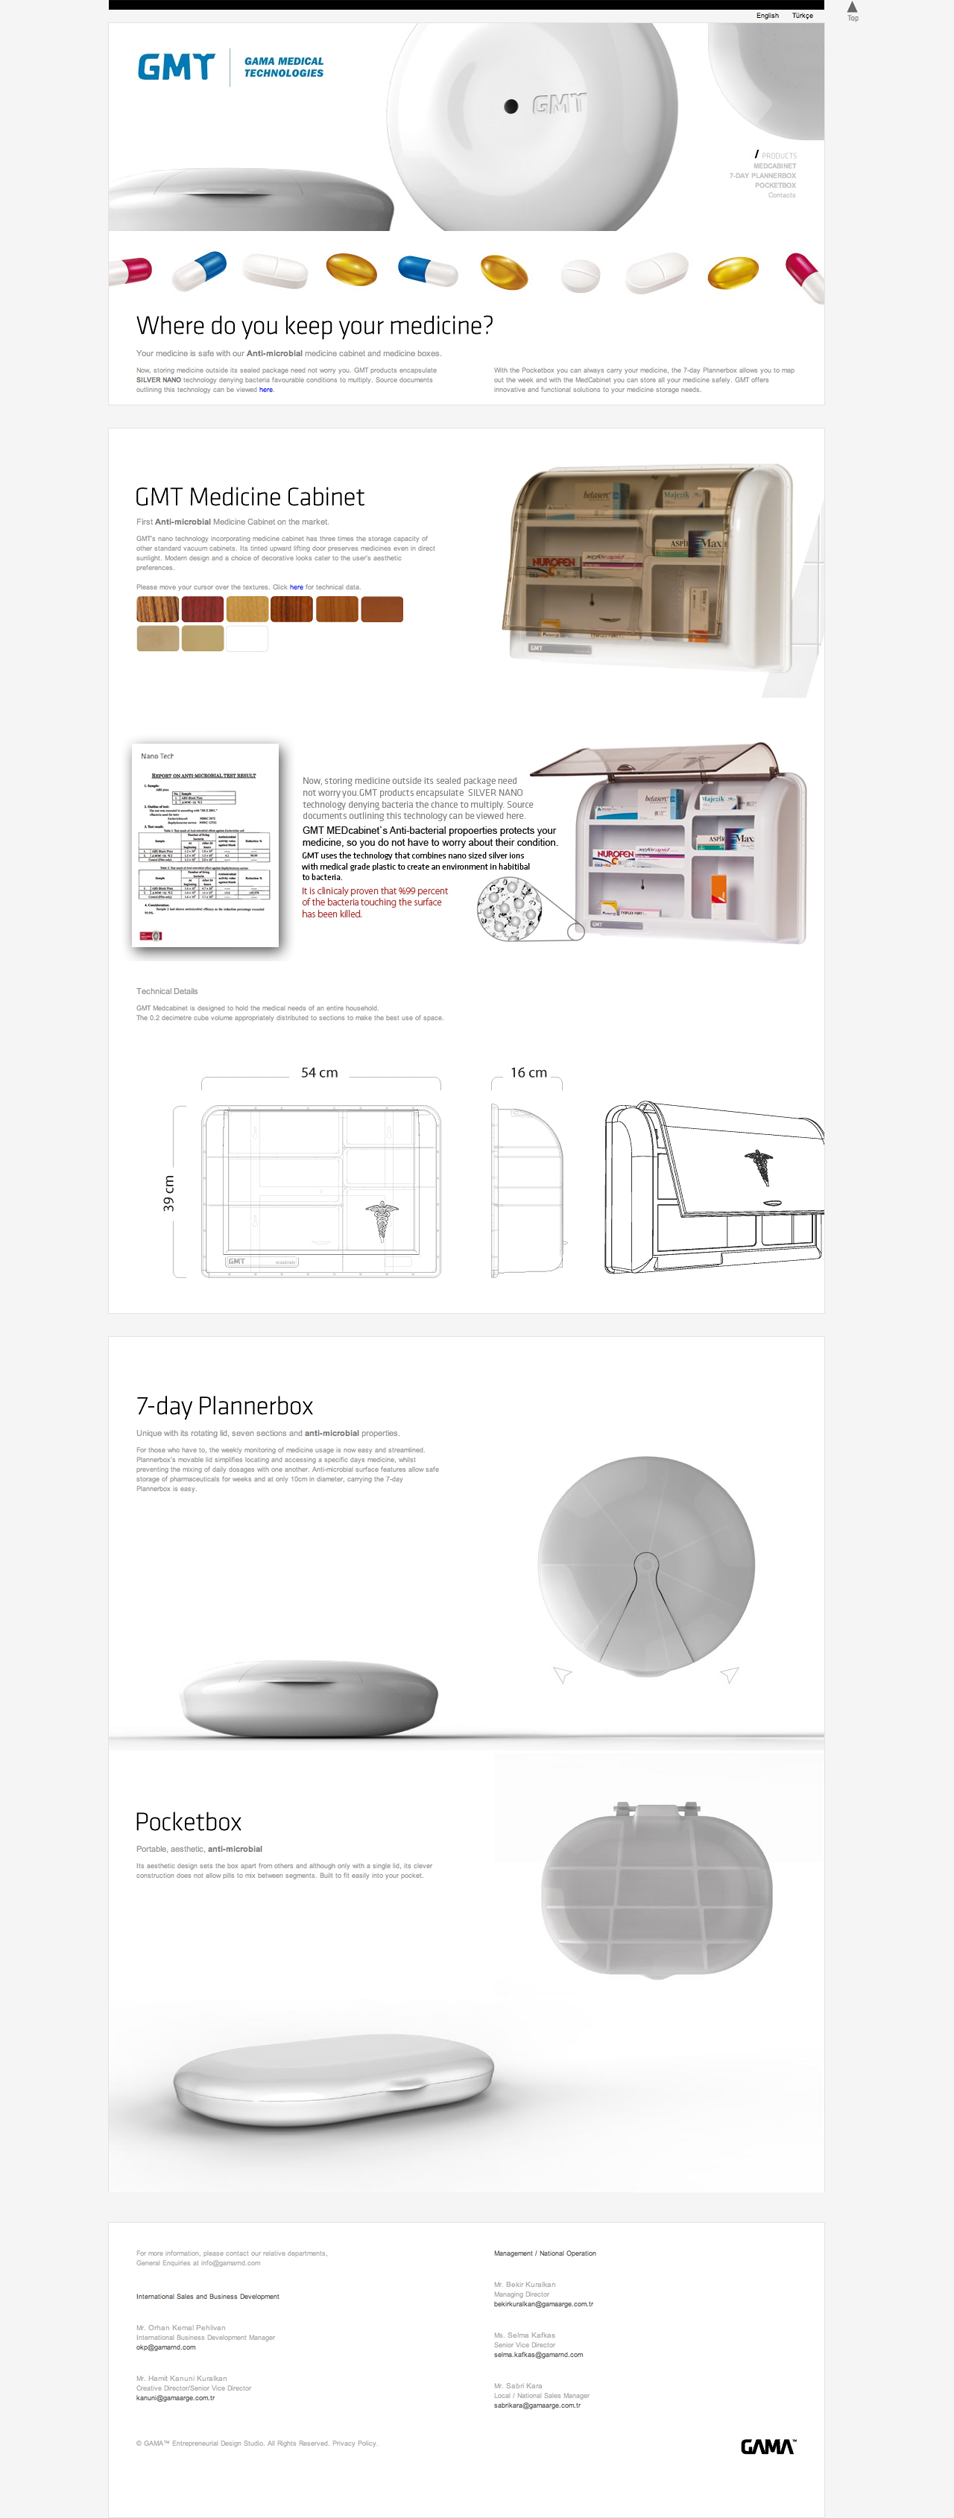 Top
English Türkçe
GMT
GAMA MEDICAL
TECHNOLOGIES
GMT
/ PRODUCTS
MEDCABINET
7-DAY PLANNERBOX
POCKETBOX
Contacts
Where do you keep your medicine?
Your medicine is safe with our Anti-microbial medicine cabinet and medicine boxes.
Now, storing medicine outside its sealed package need not worry you. GMT products encapsulate
SILVER NANO technology denying bacteria favourable conditions to multiply. Source documents
outlining this technology can be viewed here.
With the Pocketbox you can always carry your medicine, the 7-day Plannerbox allows you to map
out the week and with the MedCabinet you can store all your medicine safely. GMT offers
innovative and functional solutions to your medicine storage needs.
GMT Medicine Cabinet
First Anti-microbial Medicine Cabinet on the market.
GMT's nano technology incorporating medicine cabinet has three times the storage capacity of
other standard vacuum cabinets. Its tinted upward lifting door preserves medicines even in direct
sunlight. Modern design and a choice of decorative looks cater to the user's aesthetic
preferences.
Please move your cursor over the textures. Click here for technical data.
betaserc
Majezik
NUROFEN
ASPİ
Max
GMT
Nano Tech
REPORT ON ANTI-MICROBIAL TEST RESULT
1. Sample:
2. Outline of test:
3. Test result:
4. Consideration:
Now, storing medicine outside its sealed package need
not worry you.GMT products encapsulate SILVER NANO
technology denying bacteria the chance to multiply. Source
documents outlining this technology can be viewed here.
GMT MEDcabinet`s Anti-bacterial propoerties protects your
medicine, so you do not have to worry about their condition.
GMT uses the technology that combines nano sized silver ions
with medical grade plastic to create an environment in habitibal
to bacteria.
It is clinicaly proven that %99 percent
of the bacteria touching the surface
has been killed.
betaserc
Majezik
NUROFEN
ASPİ
Max
GMT
Technical Details
GMT Medcabinet is designed to hold the medical needs of an entire household.
The 0.2 decimetre cube volume appropriately distributed to sections to make the best use of space.
54 cm
16 cm
39 cm
GMT
7-day Plannerbox
Unique with its rotating lid, seven sections and anti-microbial properties.
For those who have to, the weekly monitoring of medicine usage is now easy and streamlined.
Plannerbox's movable lid simplifies locating and accessing a specific days medicine, whilst
preventing the mixing of daily dosages with one another. Anti-microbial surface features allow safe
storage of pharmaceuticals for weeks and at only 10cm in diameter, carrying the 7-day
Plannerbox is easy.
Pocketbox
Portable, aesthetic, anti-microbial
Its aesthetic design sets the box apart from others and although only with a single lid, its clever
construction does not allow pills to mix between segments. Built to fit easily into your pocket.
For more information, please contact our relative departments,
General Enquiries at info@gamarnd.com
International Sales and Business Development
Mr. Orhan Kemal Pehlivan
International Business Development Manager
okp@gamarnd.com
Mr. Hamit Kanuni Kuralkan
Creative Director/Senior Vice Director
kanuni@gamaarge.com.tr
Management / National Operation
Mr. Bekir Kuralkan
Managing Director
bekirkuralkan@gamaarge.com.tr
Ms. Selma Kafkas
Senior Vice Director
selma.kafkas@gamarnd.com
Mr. Sabri Kara
Local / National Sales Manager
sabrikara@gamaarge.com.tr
© GAMA™ Entrepreneurial Design Studio. All Rights Reserved. Privacy Policy.
GAMA™